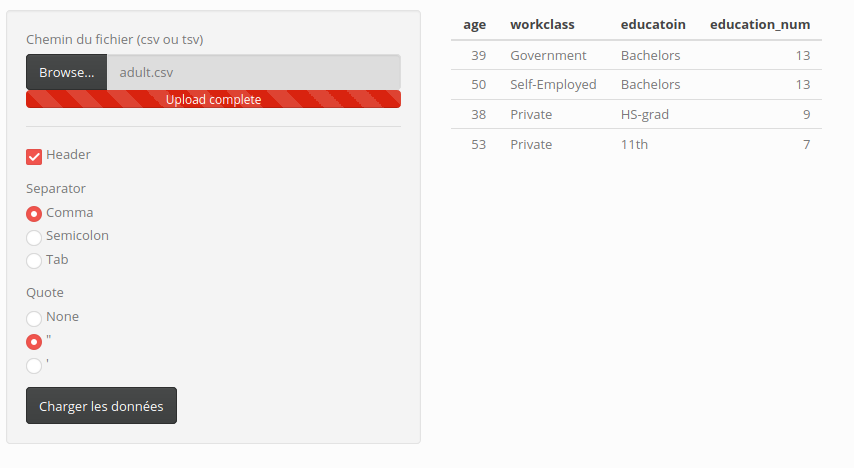 Chemin du fichier (csv ou tsv)
Browse... adult.csv
Upload complete
Header
Separator
Comma
Semicolon
Tab
Quote
None
"
'
Charger les données
age workclass educatoin education_num
39 Government Bachelors 13
50 Self-Employed Bachelors 13
38 Private HS-grad 9
53 Private 11th 7